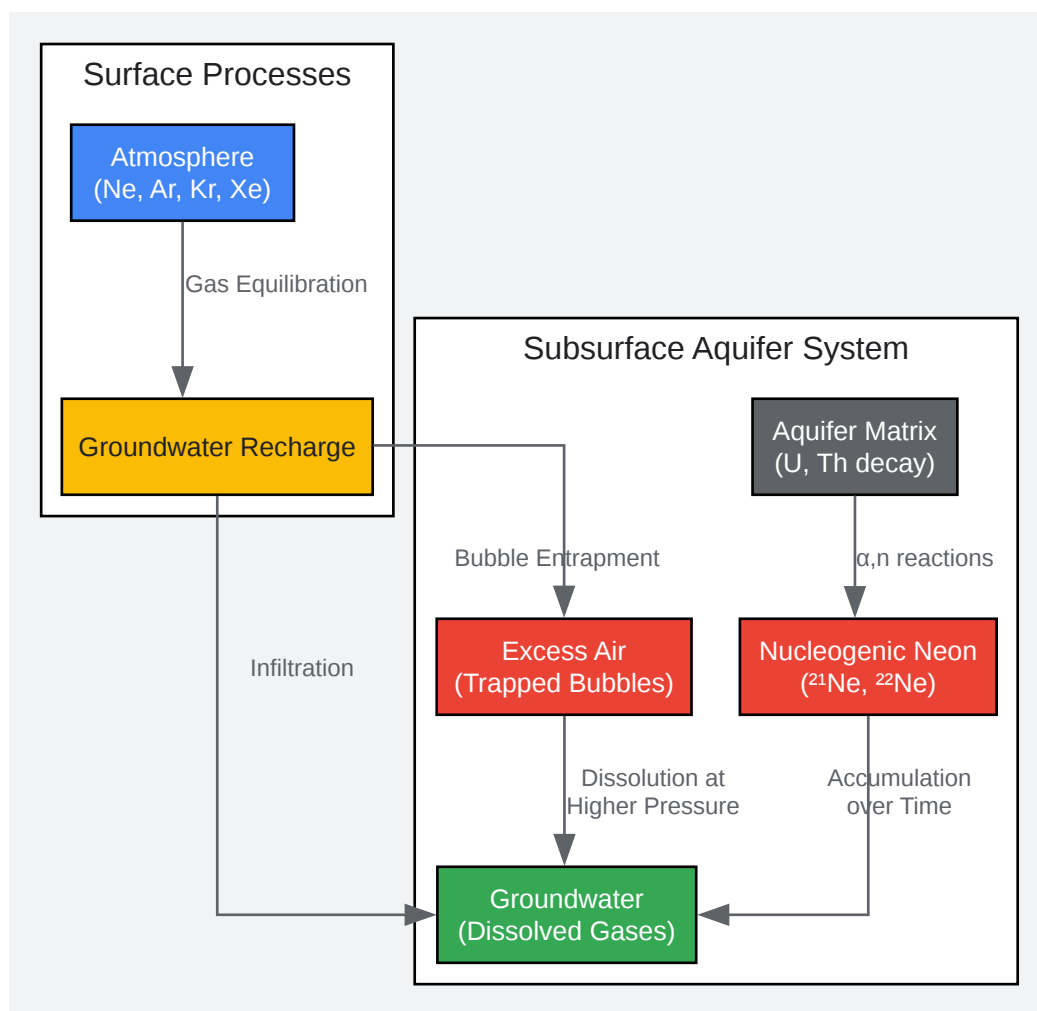 Surface Processes
Atmosphere
(Ne, Ar, Kr, Xe)
Gas Equilibration
Groundwater Recharge
Subsurface Aquifer System
Aquifer Matrix
(U, Th decay)
Bubble Entrapment
α,n reactions
Infiltration
Excess Air
(Trapped Bubbles)
Nucleogenic Neon
(²¹Ne, ²²Ne)
Dissolution at
Higher Pressure
Accumulation
over Time
Groundwater
(Dissolved Gases)